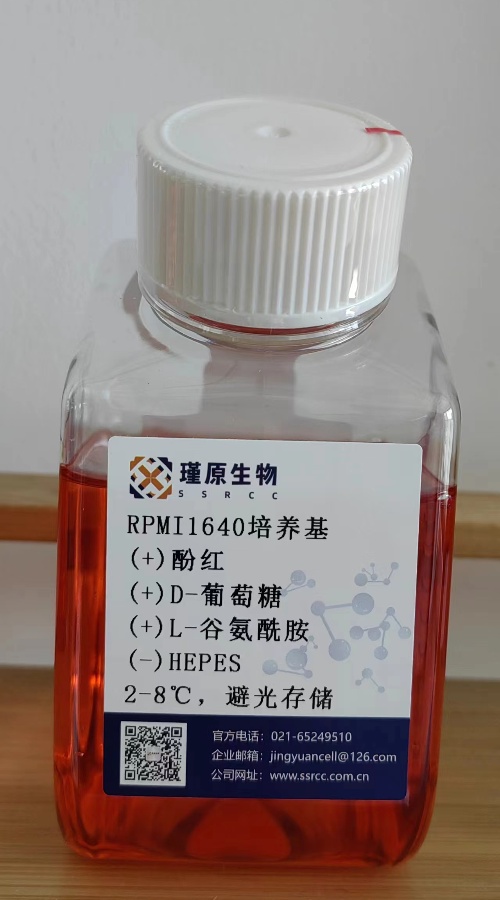 瑾原生物
SSRCC
RPMI1640培养基
(+)酚红
(+)D-葡萄糖
(+)L-谷氨酰胺
(-)HEPES
2-8℃，避光存储
官方电话：021-65249510
企业邮箱：jingyuancell@126.com
公司网址：www.ssrcc.com.cn